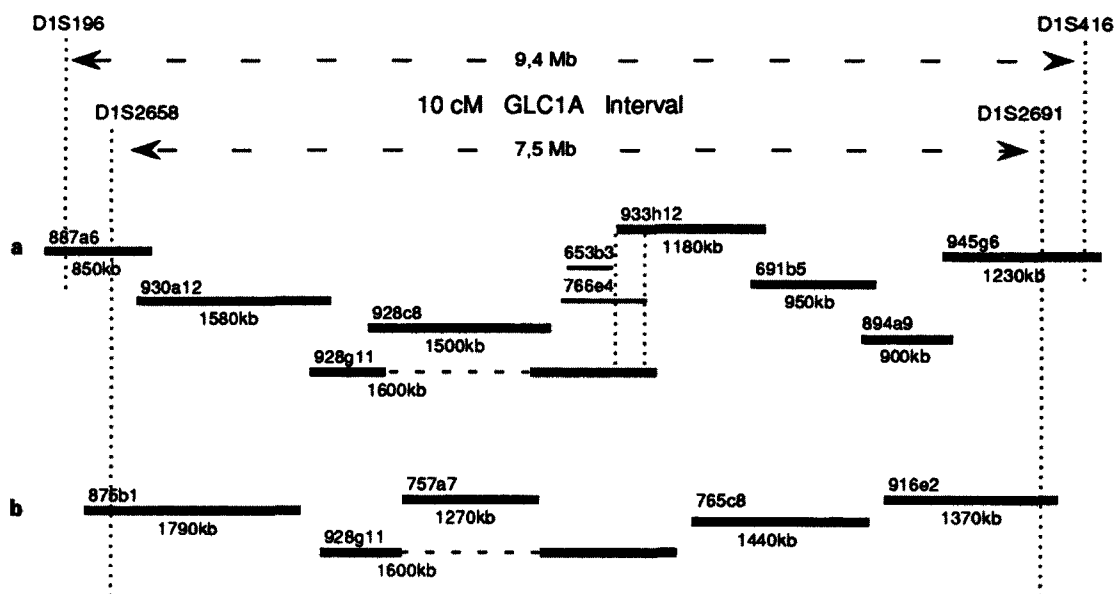 D1S196 D1S416
9,4 Mb
10 cM GLC1A Interval
D1S2658 D1S2691
7,5 Mb
a
887a6
850kb
930a12
1580kb
928c8
1500kb
928g11
1600kb
653b3
766e4
933h12
1180kb
691b5
950kb
894a9
900kb
945g6
1230kb
b
876b1
1790kb
928g11
1600kb
757a7
1270kb
765c8
1440kb
916e2
1370kb